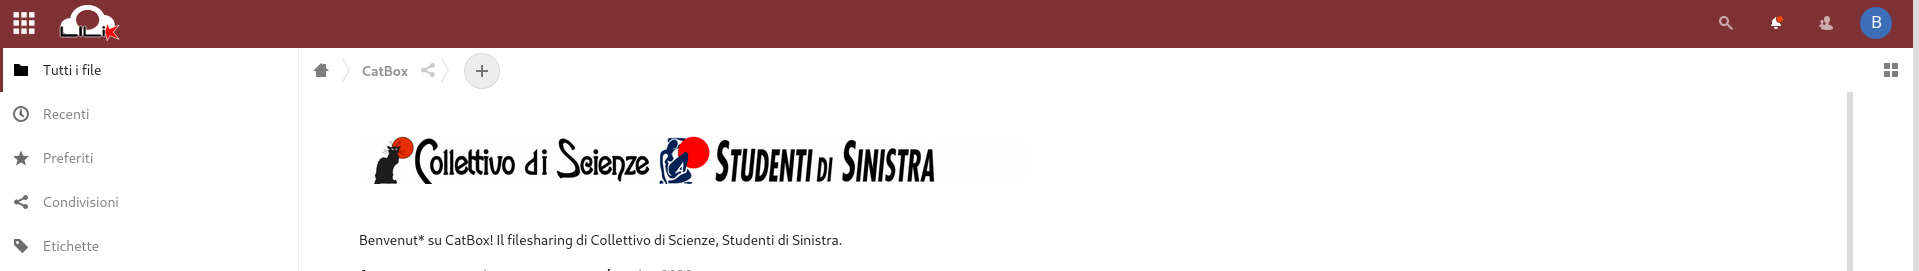 LILiK
B
Tutti i file
CatBox
Recenti
Collettivo di Scienze Studenti di Sinistra
Preferiti
Condivisioni
Benvenut* su CatBox! Il filesharing di Collettivo di Scienze, Studenti di Sinistra.
Etichette